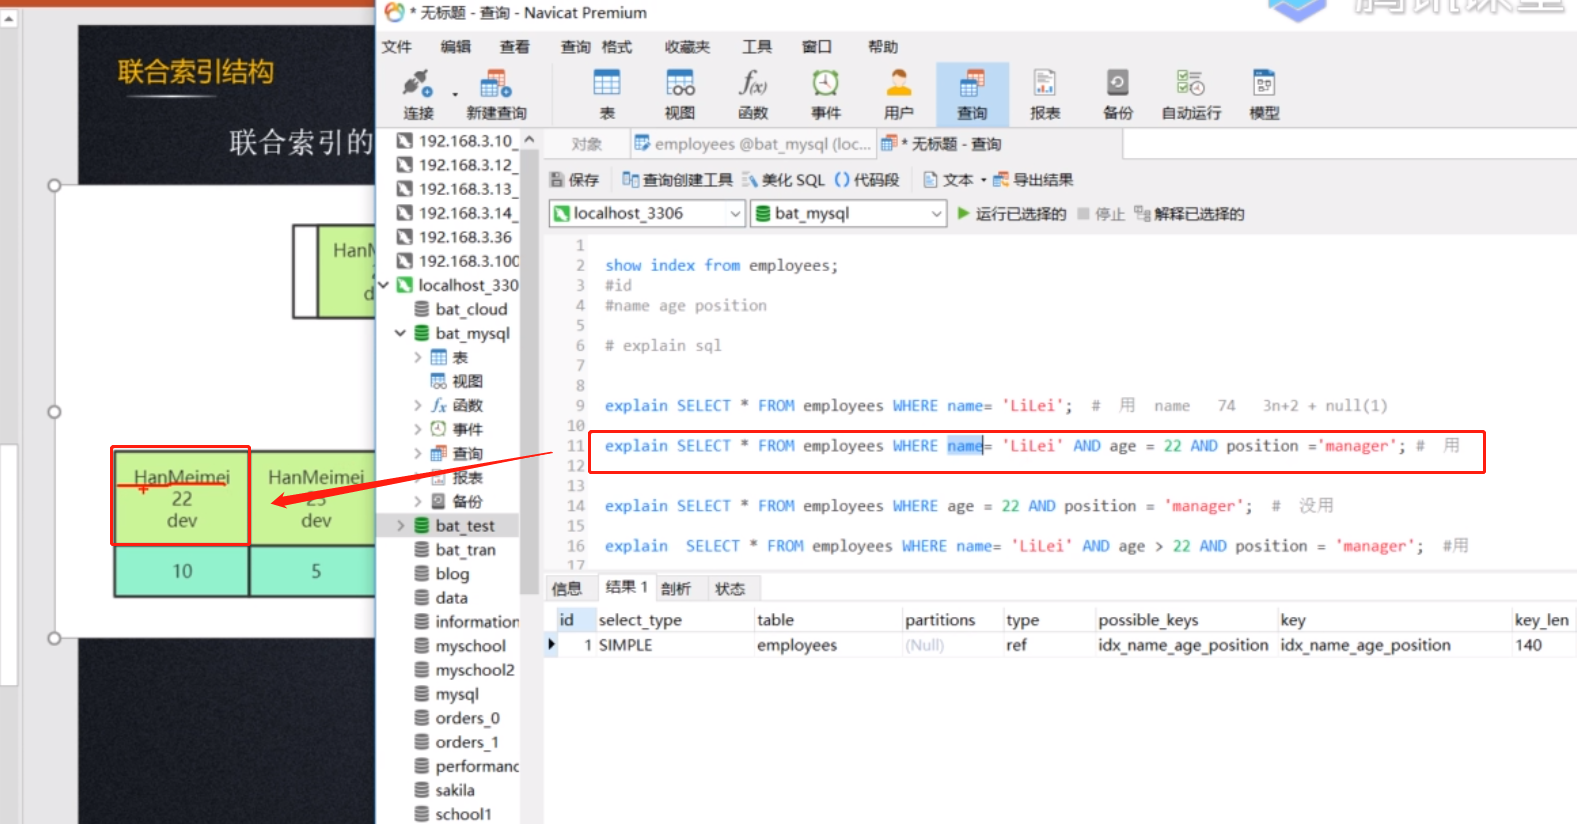 * 无标题 - 查询 - Navicat Premium
腾讯课堂
文件 编辑 查看 查询 格式 收藏夹 工具 窗口 帮助
连接 新建查询 表 视图 函数 事件 用户 查询 报表 备份 自动运行 模型
联合索引结构
联合索引的
HanM
d
HanMeimei
22
dev
10
HanMeimei
23
dev
5
192.168.3.10_
192.168.3.12_
192.168.3.13_
192.168.3.14_
192.168.3.36
192.168.3.100
localhost_330
bat_cloud
bat_mysql
表
视图
函数
事件
查询
报表
备份
bat_test
bat_tran
blog
data
information
myschool
myschool2
mysql
orders_0
orders_1
performanc
sakila
school1
对象 employees @bat_mysql (loc... * 无标题 - 查询
保存 查询创建工具 美化 SQL () 代码段 文本 导出结果
localhost_3306 bat_mysql 运行已选择的 停止 解释已选择的
1
2 show index from employees;
3 #id
4 #name age position
5
6 # explain sql
7
8
9 explain SELECT * FROM employees WHERE name= 'LiLei'; # 用 name 74 3n+2 + null(1)
10
11 explain SELECT * FROM employees WHERE name= 'LiLei' AND age = 22 AND position ='manager'; # 用
12
13
14 explain SELECT * FROM employees WHERE age = 22 AND position = 'manager'; # 没用
15
16 explain SELECT * FROM employees WHERE name= 'LiLei' AND age > 22 AND position = 'manager'; #用
17
信息 结果 1 剖析 状态
id select_type table partitions type possible_keys key key_len
1 SIMPLE employees (Null) ref idx_name_age_position idx_name_age_position 140